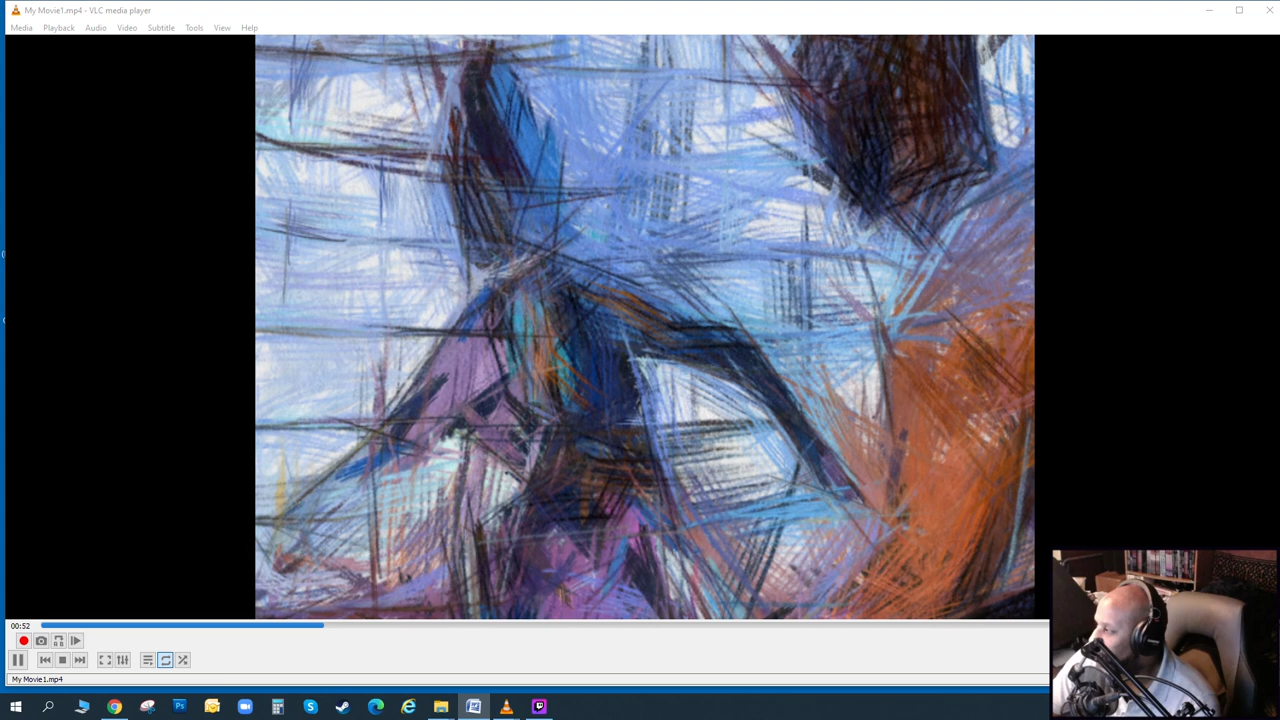 My Movie1.mp4 - VLC media player
Media Playback Audio Video Subtitle Tools View Help
00:52
My Movie1.mp4